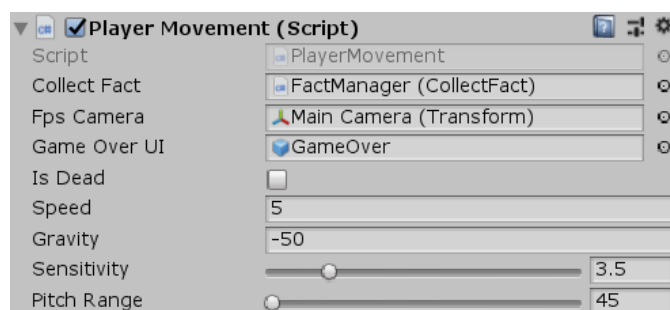 Player Movement (Script)
Script PlayerMovement
Collect Fact FactManager (CollectFact)
Fps Camera Main Camera (Transform)
Game Over UI GameOver
Is Dead
Speed 5
Gravity -50
Sensitivity 3.5
Pitch Range 45